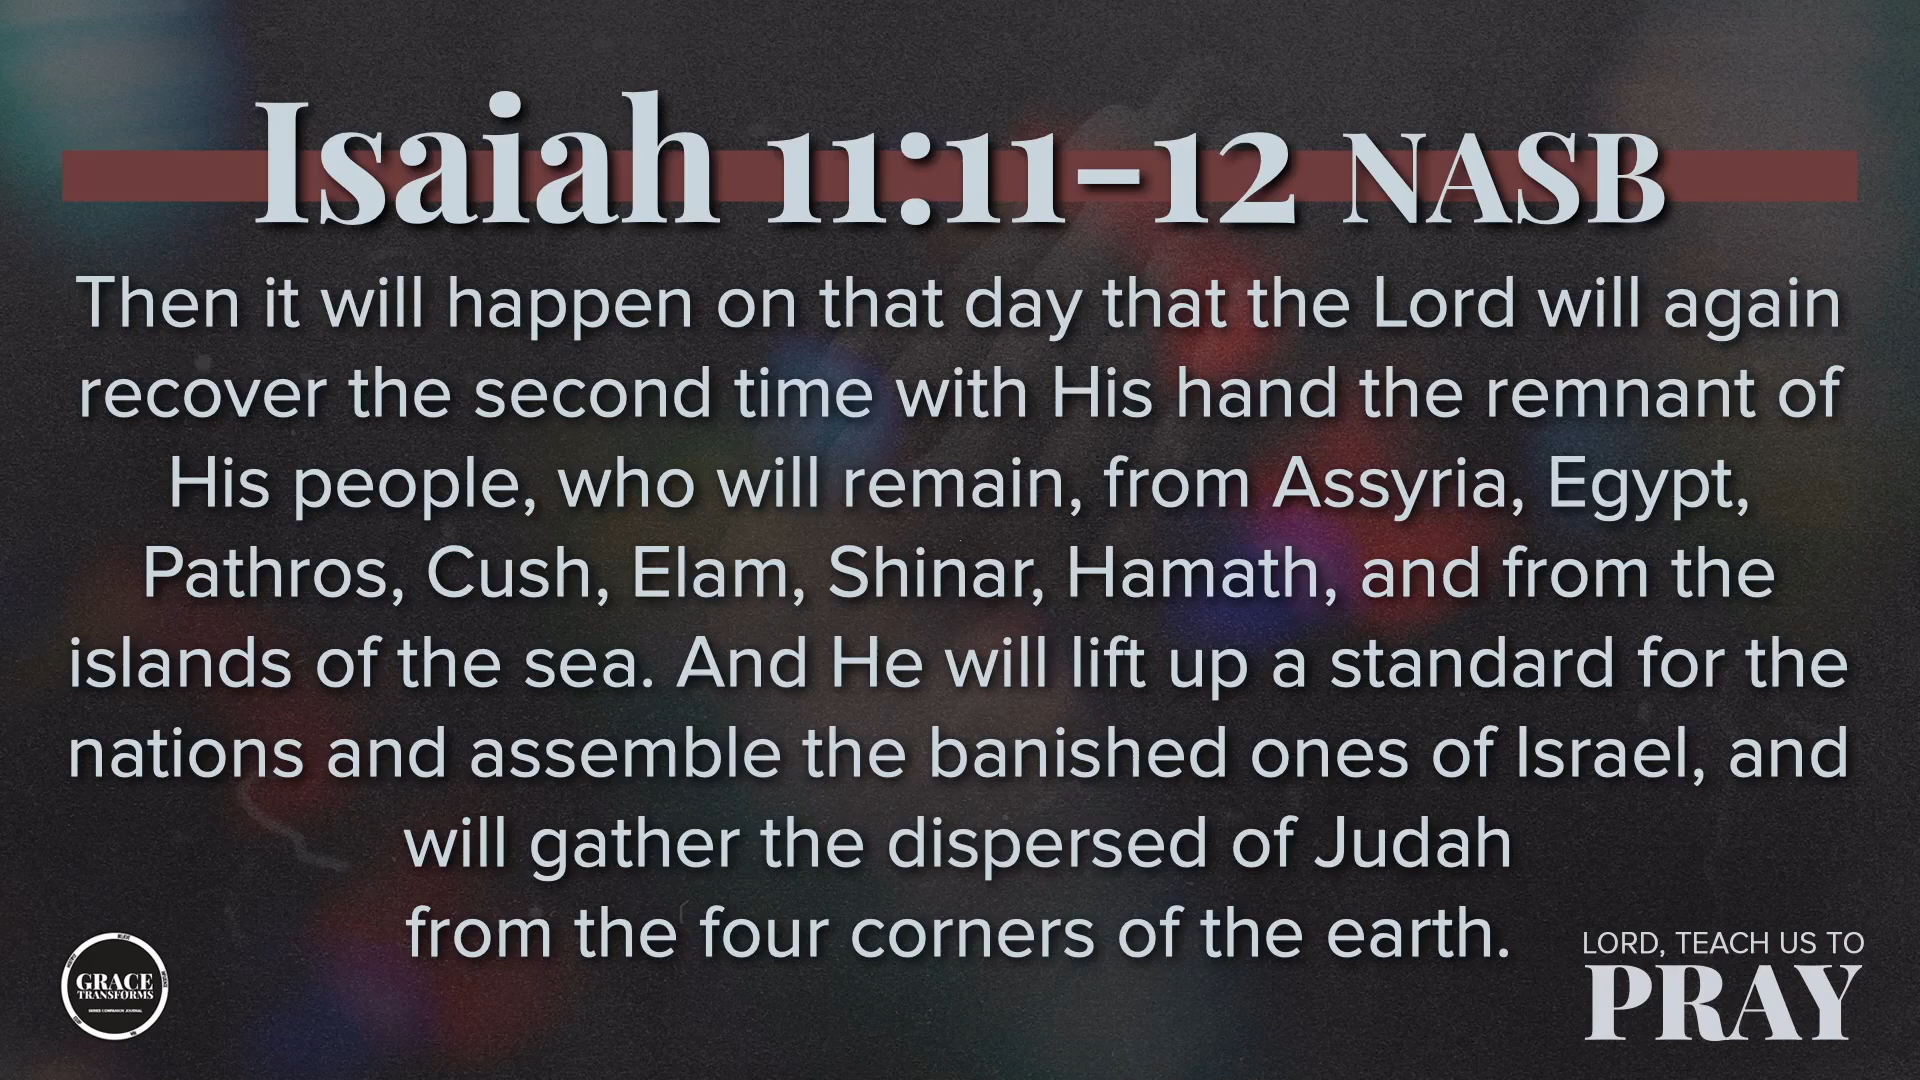 Isaiah 11:11-12 NASB
Then it will happen on that day that the Lord will again
recover the second time with His hand the remnant of
His people, who will remain, from Assyria, Egypt,
Pathros, Cush, Elam, Shinar, Hamath, and from the
islands of the sea. And He will lift up a standard for the
nations and assemble the banished ones of Israel, and
will gather the dispersed of Judah
from the four corners of the earth.
GRACE
TRANSFORMS
SERIES COMPANION JOURNAL
LORD, TEACH US TO
PRAY